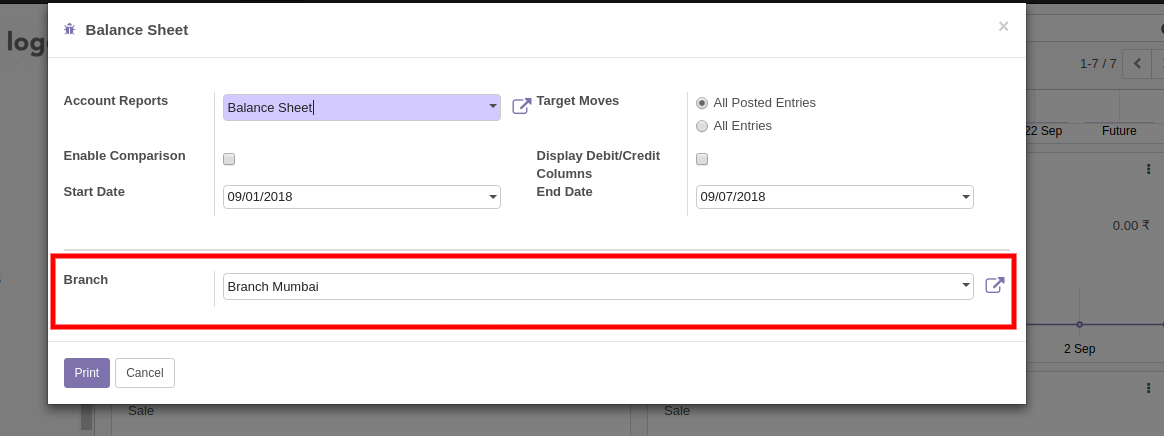 Balance Sheet
×
logo
1-7 / 7
Account Reports
Balance Sheet
Target Moves
All Posted Entries
All Entries
22 Sep
Future
Enable Comparison
Display Debit/Credit
Columns
Start Date
09/01/2018
End Date
09/07/2018
0.00 ₹
Branch
Branch Mumbai
2 Sep
Print
Cancel
Sale
Sale